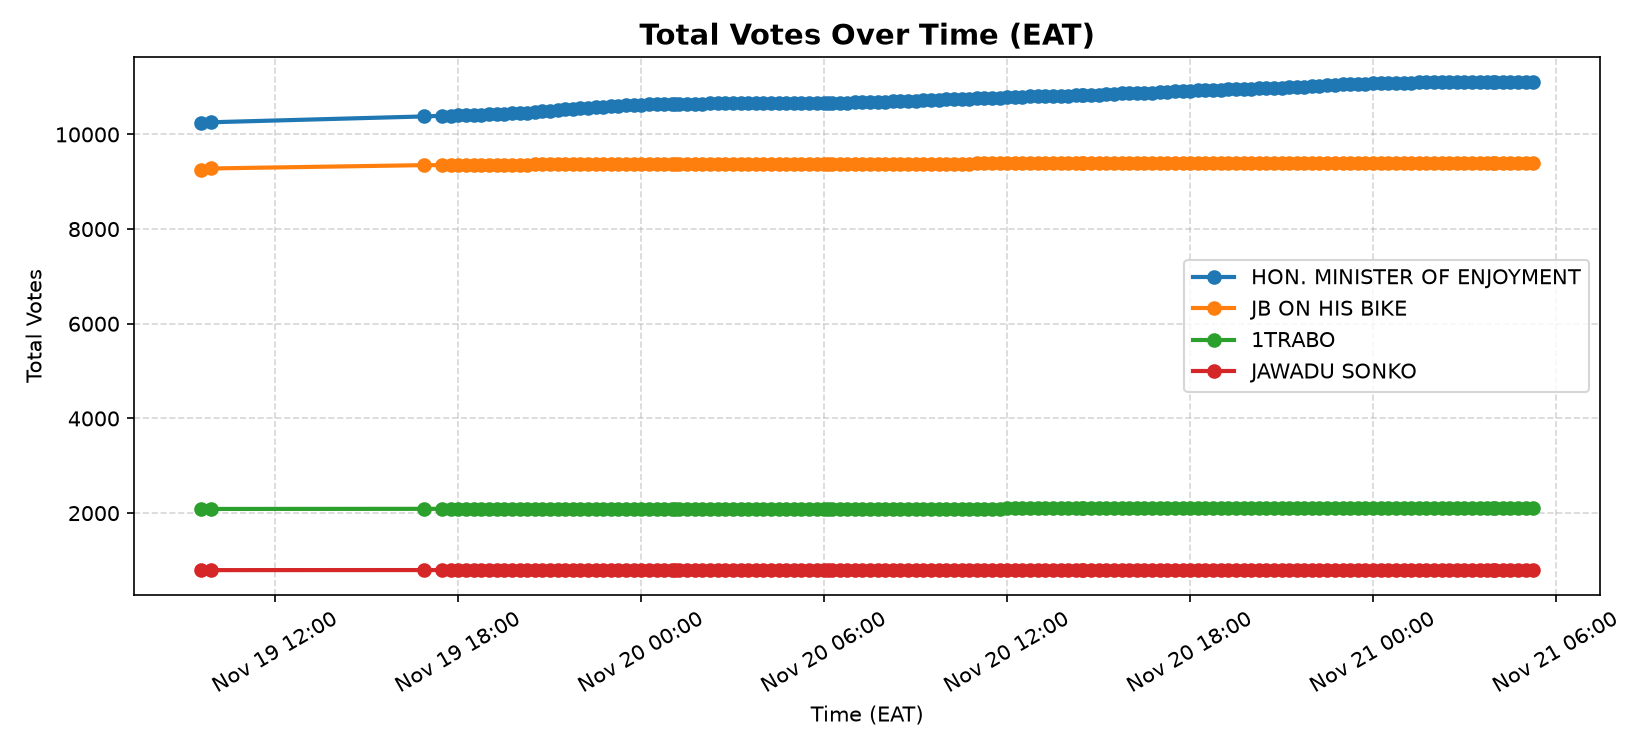 Total Votes Over Time (EAT)
Total Votes
10000
8000
6000
4000
2000
HON. MINISTER OF ENJOYMENT
JB ON HIS BIKE
1TRABO
JAWADU SONKO
Nov 19 12:00
Nov 19 18:00
Nov 20 00:00
Nov 20 06:00
Nov 20 12:00
Nov 20 18:00
Nov 21 00:00
Nov 21 06:00
Time (EAT)